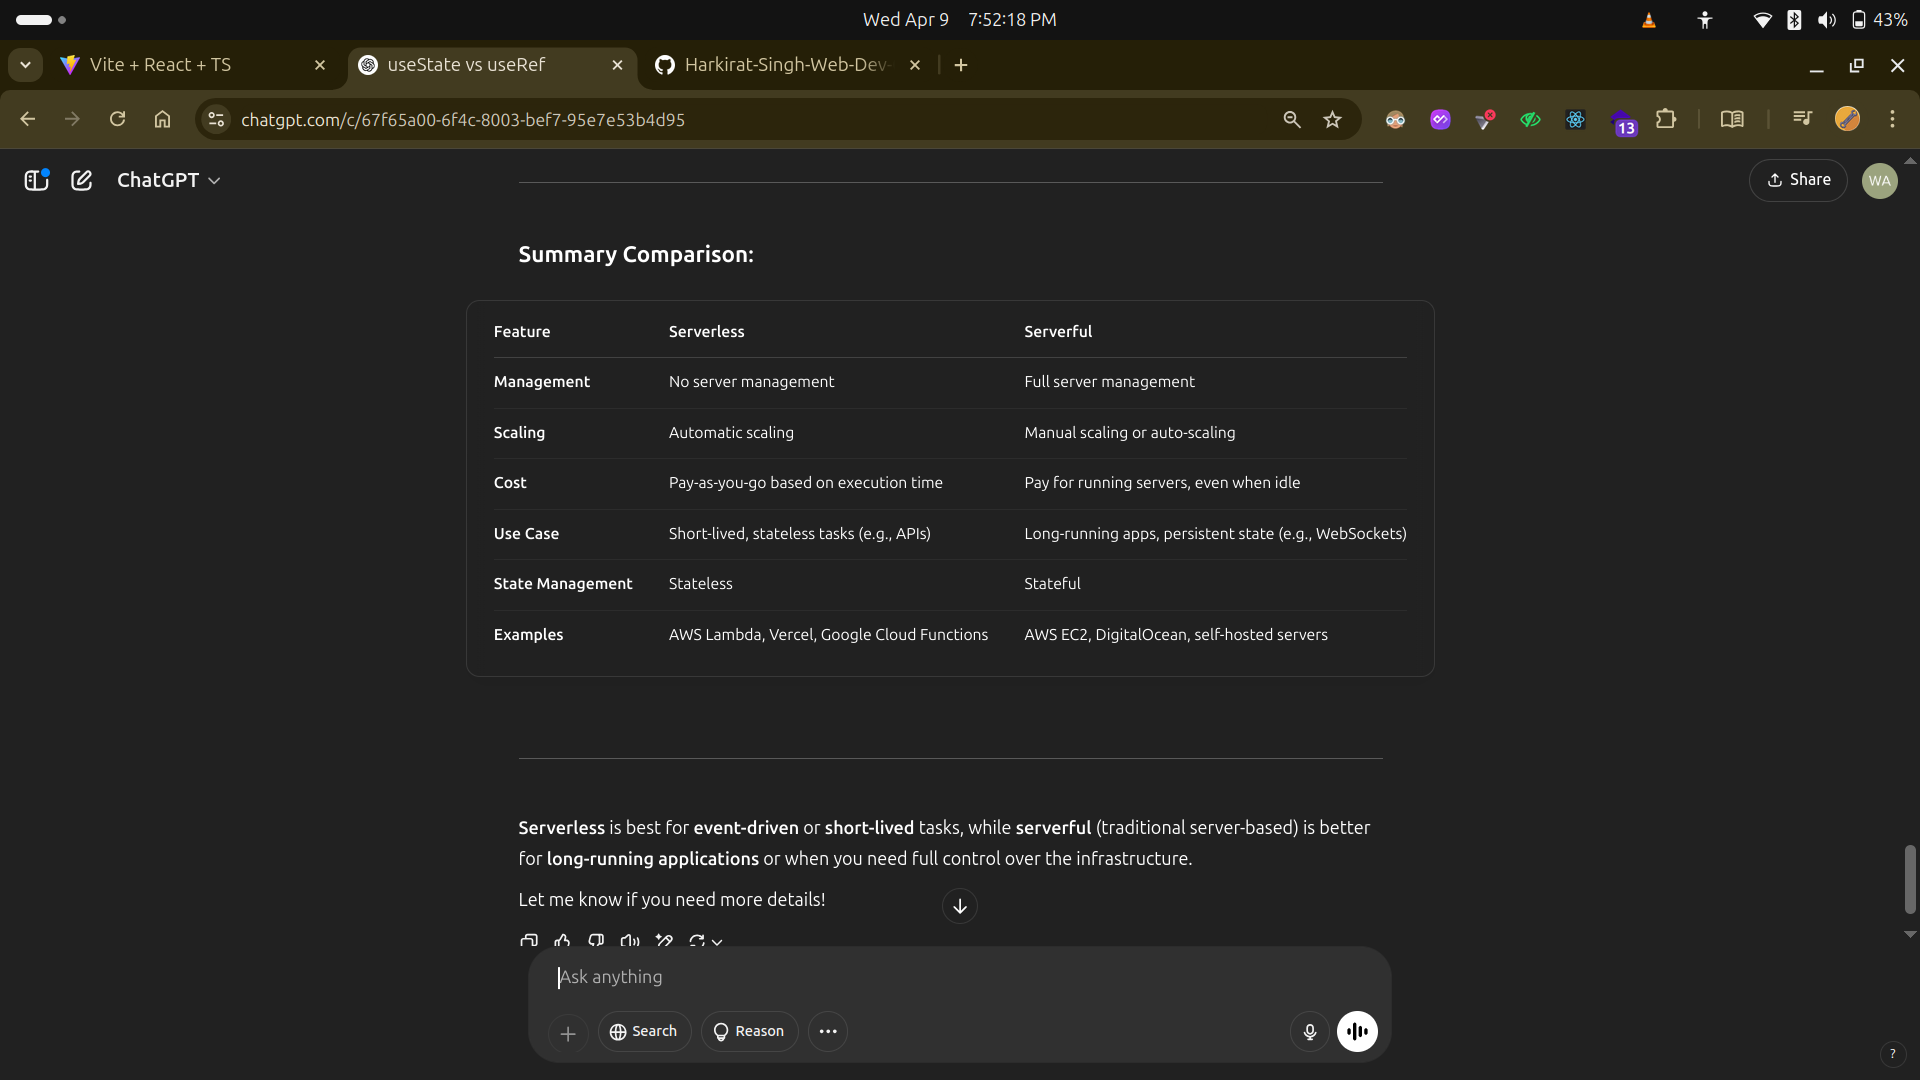 Wed Apr 9 7:52:18 PM
43%
Vite + React + TS
useState vs useRef
Harkirat-Singh-Web-Dev-
chatgpt.com/c/67f65a00-6f4c-8003-bef7-95e7e53b4d95
13
ChatGPT
Share
WA
Summary Comparison:
Feature Serverless Serverful
Management No server management Full server management
Scaling Automatic scaling Manual scaling or auto-scaling
Cost Pay-as-you-go based on execution time Pay for running servers, even when idle
Use Case Short-lived, stateless tasks (e.g., APIs) Long-running apps, persistent state (e.g., WebSockets)
State Management Stateless Stateful
Examples AWS Lambda, Vercel, Google Cloud Functions AWS EC2, DigitalOcean, self-hosted servers
Serverless is best for event-driven or short-lived tasks, while serverful (traditional server-based) is better
for long-running applications or when you need full control over the infrastructure.
Let me know if you need more details!
Ask anything
Search Reason
?